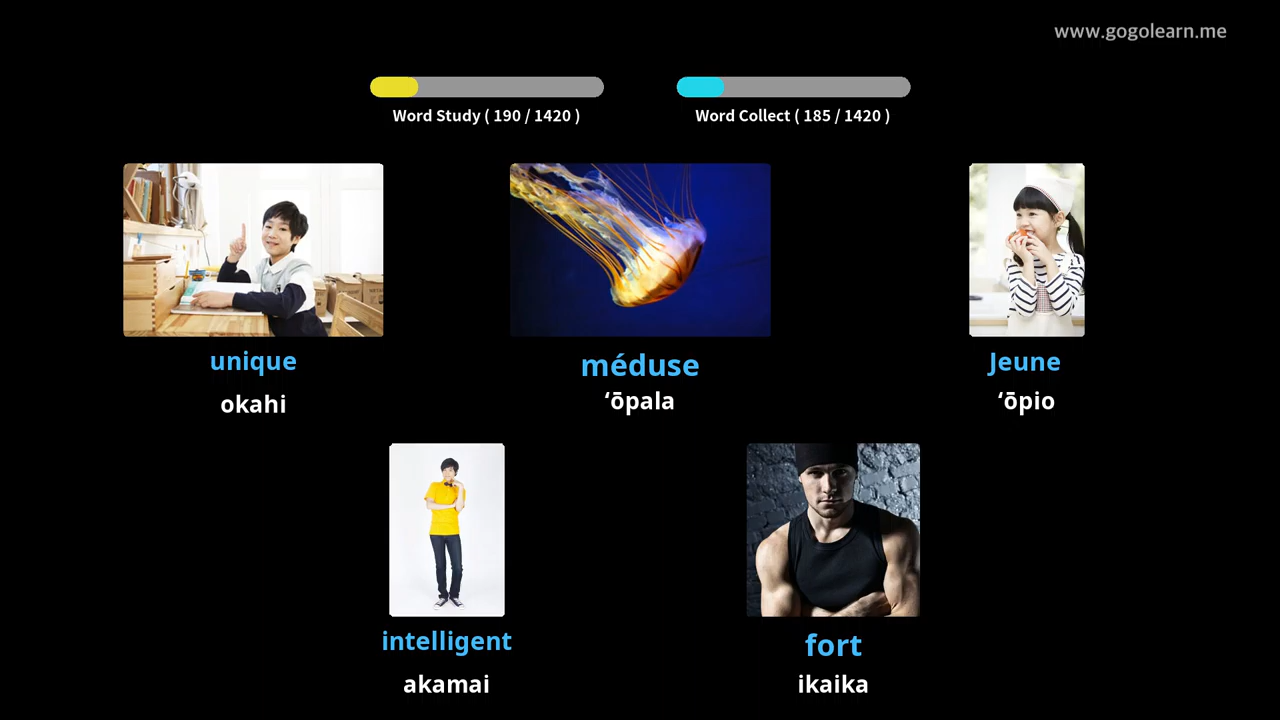 www.gogolearn.me
Word Study ( 190 / 1420 )
Word Collect ( 185 / 1420 )
unique
okahi
méduse
ʻōpala
Jeune
ʻōpio
intelligent
akamai
fort
ikaika